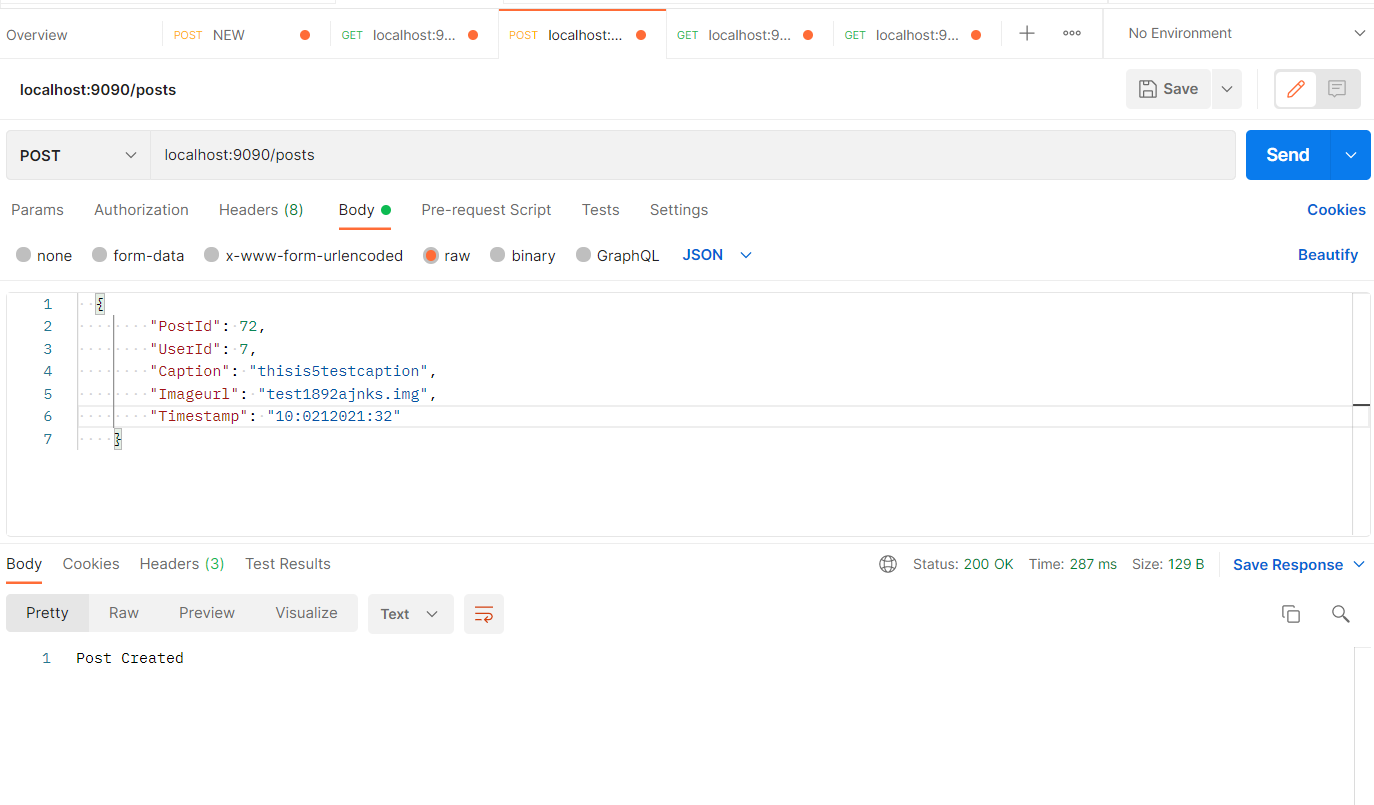 Overview POST NEW GET localhost:9... POST localhost:... GET localhost:9... GET localhost:9... No Environment
localhost:9090/posts Save
POST localhost:9090/posts Send
Params Authorization Headers (8) Body Pre-request Script Tests Settings Cookies
none form-data x-www-form-urlencoded raw binary GraphQL JSON Beautify
1 {
2 "PostId": 72,
3 "UserId": 7,
4 "Caption": "thisis5testcaption",
5 "Imageurl": "test1892ajnks.img",
6 "Timestamp": "10:0212021:32"
7 }
Body Cookies Headers (3) Test Results Status: 200 OK Time: 287 ms Size: 129 B Save Response
Pretty Raw Preview Visualize Text
1 Post Created